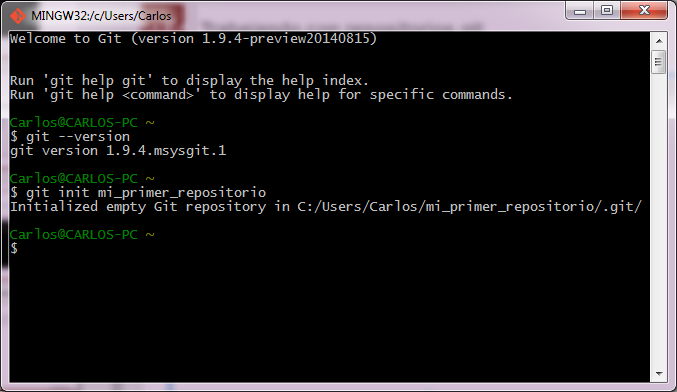 MINGW32:/c/Users/Carlos
Welcome to Git (version 1.9.4-preview20140815)
Run 'git help git' to display the help index.
Run 'git help <command>' to display help for specific commands.
Carlos@CARLOS-PC ~
$ git --version
git version 1.9.4.msysgit.1
Carlos@CARLOS-PC ~
$ git init mi_primer_repositorio
Initialized empty Git repository in C:/Users/Carlos/mi_primer_repositorio/.git/
Carlos@CARLOS-PC ~
$